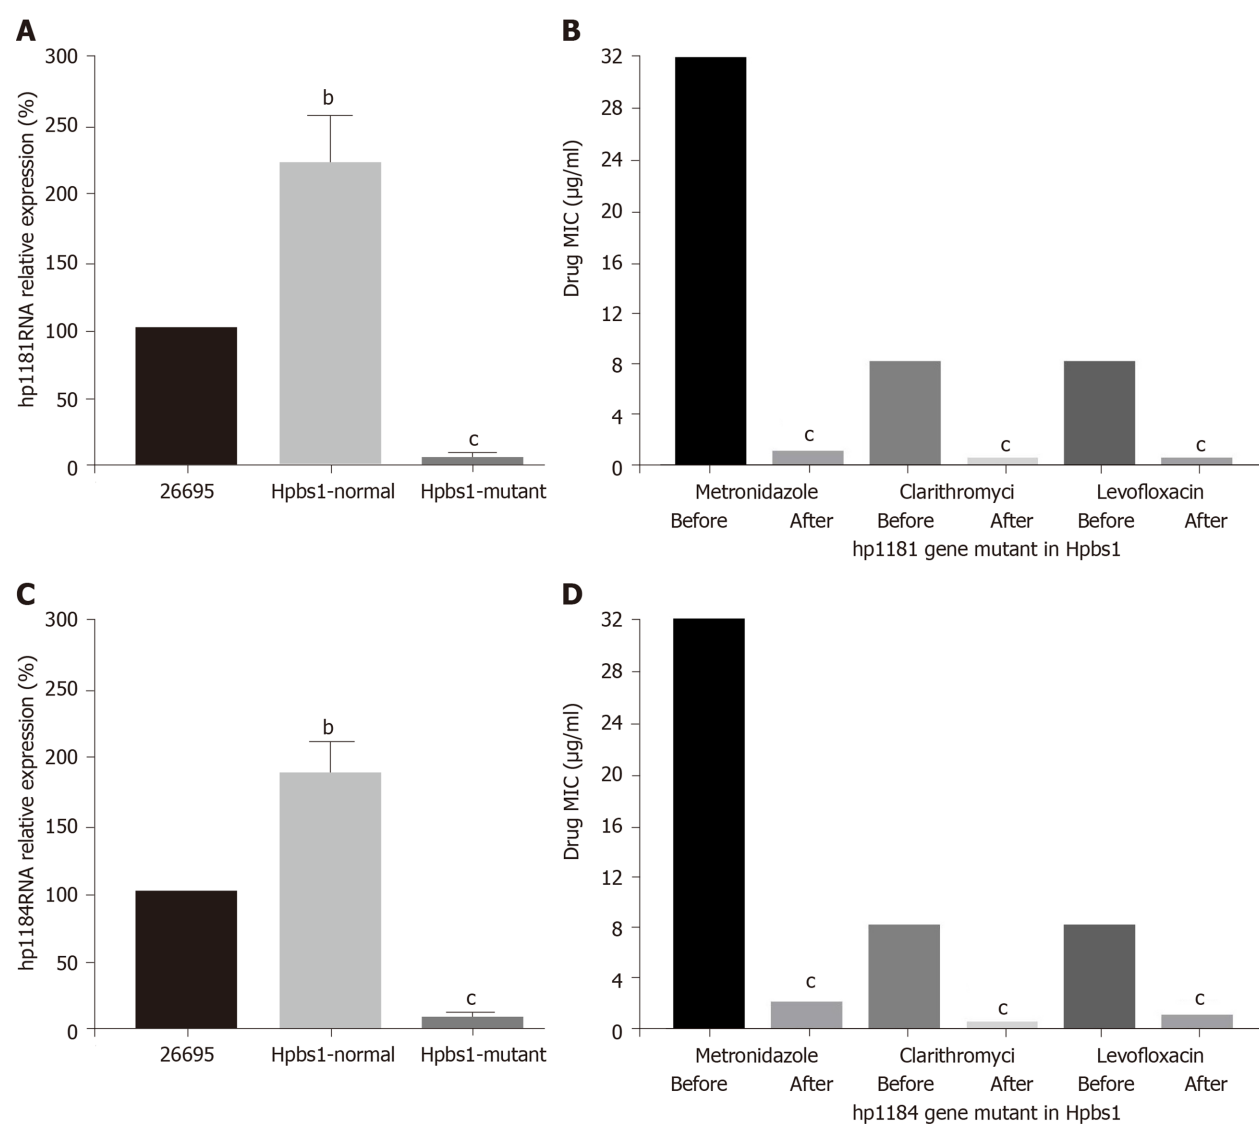 A
hp1181RNA relative expression (%)
300
250
200
150
100
50
0
b
c
26695 Hpbs1-normal Hpbs1-mutant
B
Drug MIC (µg/ml)
32
28
24
20
16
12
8
4
0
c
c
c
Metronidazole Clarithromyci Levofloxacin
Before After Before After Before After
hp1181 gene mutant in Hpbs1
C
hp1184RNA relative expression (%)
300
250
200
150
100
50
0
b
c
26695 Hpbs1-normal Hpbs1-mutant
D
Drug MIC (µg/ml)
32
28
24
20
16
12
8
4
0
c
c
c
Metronidazole Clarithromyci Levofloxacin
Before After Before After Before After
hp1184 gene mutant in Hpbs1